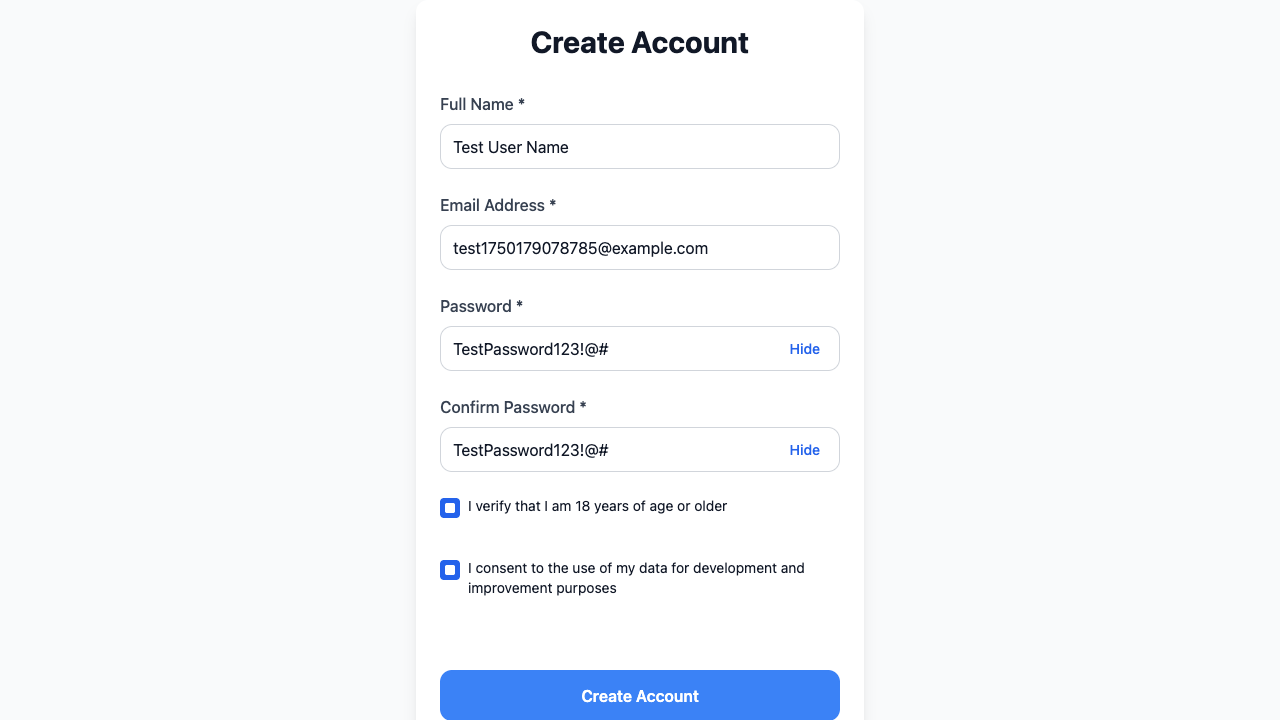 Create Account
Full Name *
Test User Name
Email Address *
test1750179078785@example.com
Password *
TestPassword123!@#
Hide
Confirm Password *
TestPassword123!@#
Hide
I verify that I am 18 years of age or older
I consent to the use of my data for development and
improvement purposes
Create Account